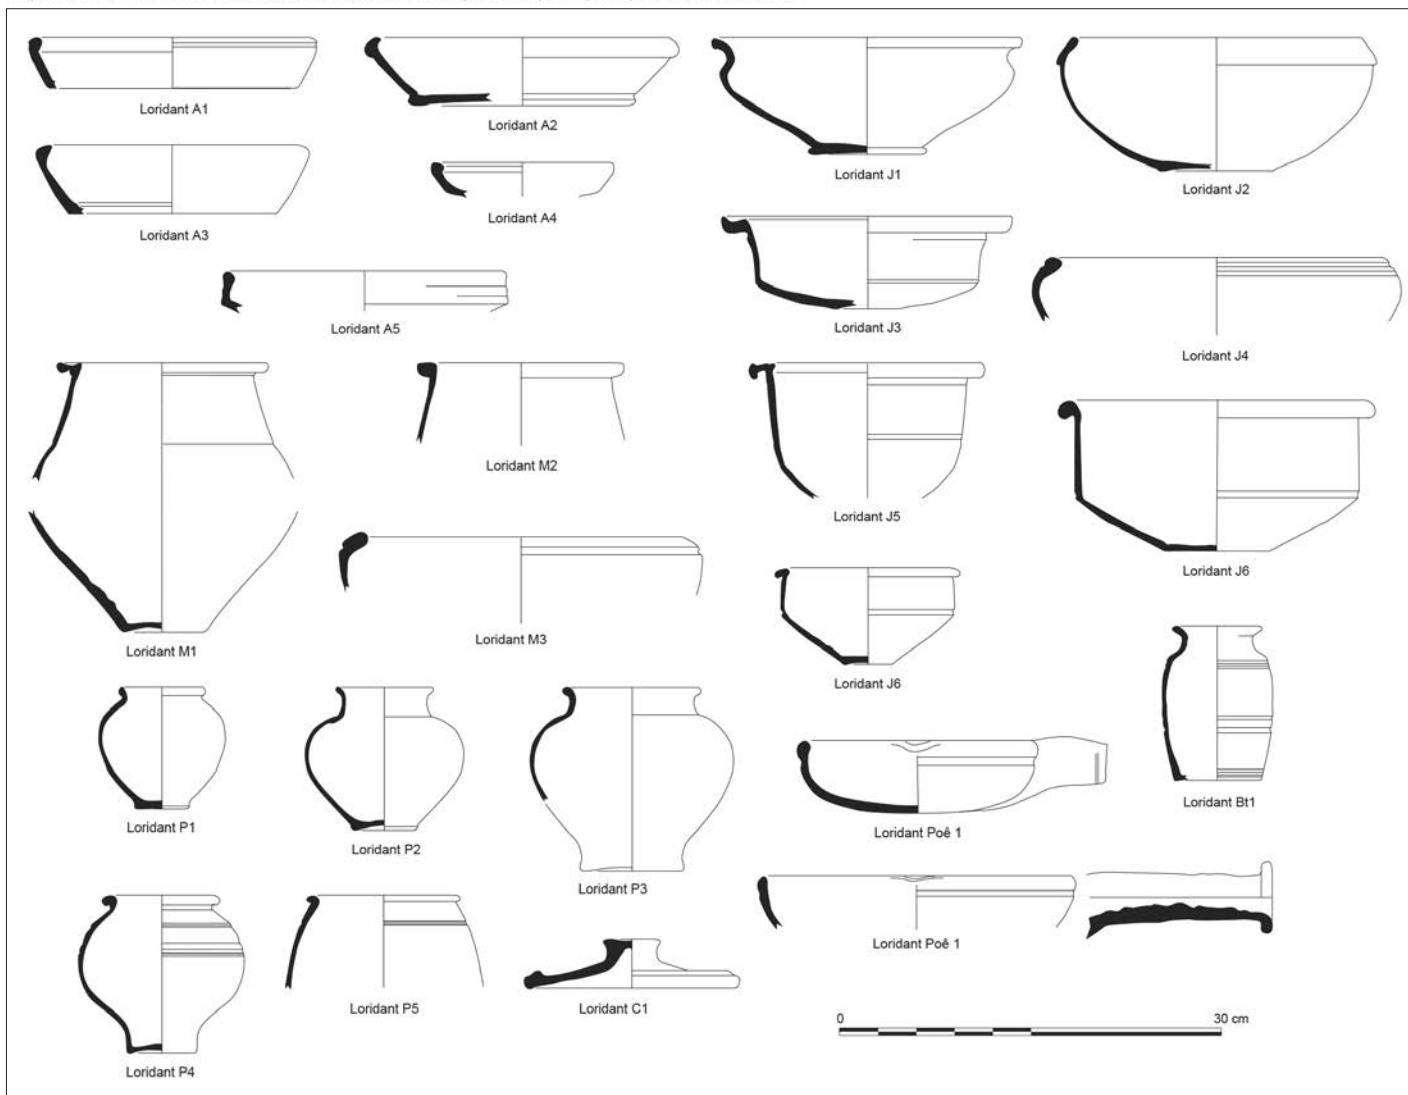 Loridant A1
Loridant A2
Loridant J1
Loridant J2
Loridant A3
Loridant A4
Loridant A5
Loridant J3
Loridant J4
Loridant M1
Loridant M2
Loridant J5
Loridant J6
Loridant M3
Loridant J6
Loridant P1
Loridant P2
Loridant P3
Loridant Poê 1
Loridant Bt1
Loridant P4
Loridant P5
Loridant C1
Loridant Poê 1
0 30 cm